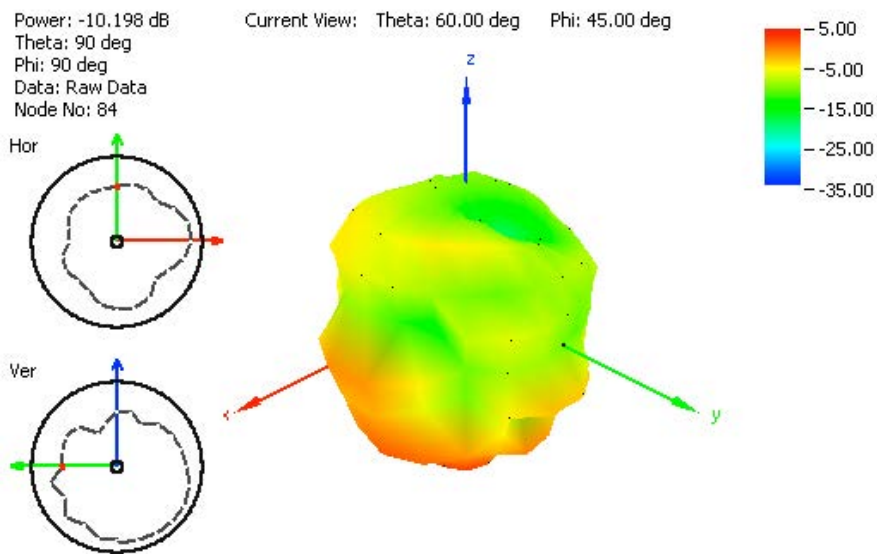 Power: -10.198 dB
Theta: 90 deg
Phi: 90 deg
Data: Raw Data
Node No: 84
Current View: Theta: 60.00 deg Phi: 45.00 deg
5.00
-5.00
-15.00
-25.00
-35.00
Hor
Ver
z
x
y